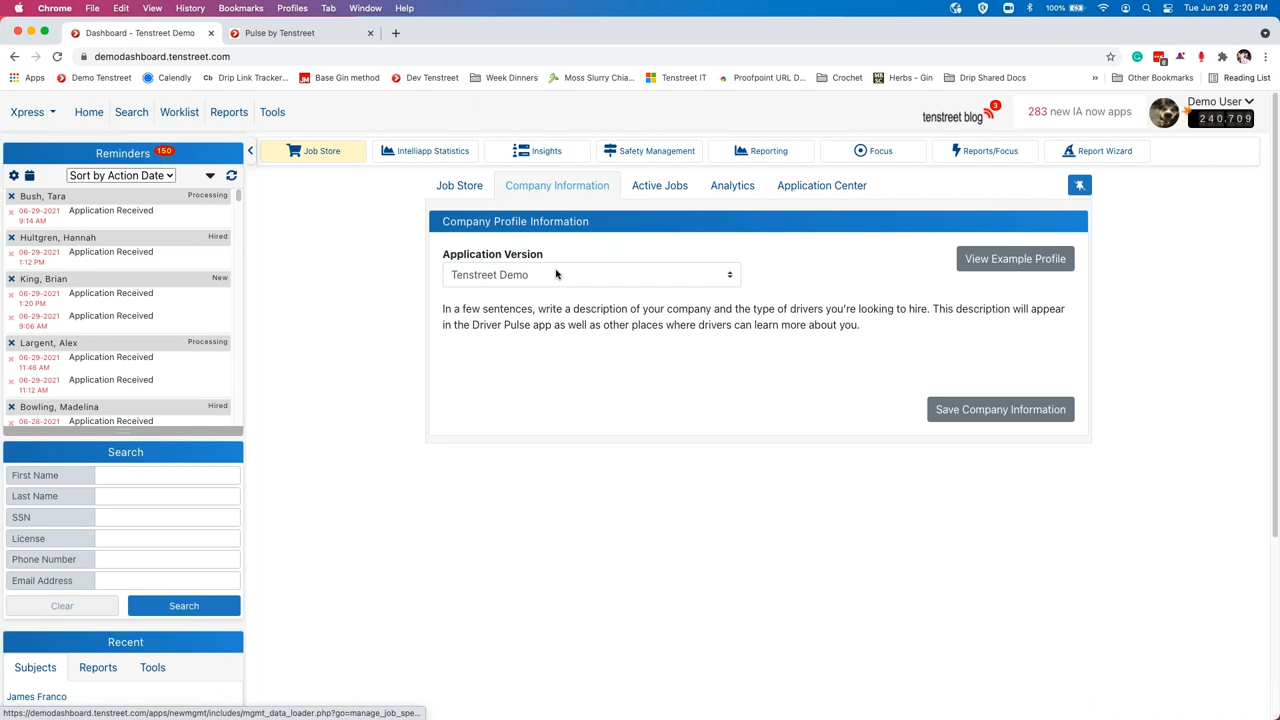 Chrome File Edit View History Bookmarks Profiles Tab Window Help 100% Tue Jun 29 2:20 PM
Dashboard - Tenstreet Demo Pulse by Tenstreet
demodashboard.tenstreet.com
Apps Demo Tenstreet Calendly Drip Link Tracker... Base Gin method Dev Tenstreet Week Dinners Moss Slurry Chia... Tenstreet IT Proofpoint URL D... Crochet Herbs - Gin Drip Shared Docs » Other Bookmarks Reading List
Xpress Home Search Worklist Reports Tools tenstreet blog 3 283 new IA now apps Demo User
240,709
Reminders 150
Job Store Intelliapp Statistics Insights Safety Management Reporting Focus Reports/Focus Report Wizard
Sort by Action Date
Job Store Company Information Active Jobs Analytics Application Center
Bush, Tara Processing
06-29-2021 Application Received
9:14 AM
Hultgren, Hannah Hired
06-29-2021 Application Received
1:12 PM
King, Brian New
06-29-2021 Application Received
1:20 PM
06-29-2021 Application Received
9:06 AM
Largent, Alex Processing
06-29-2021 Application Received
11:46 AM
06-29-2021 Application Received
11:12 AM
Bowling, Madelina Hired
06-28-2021 Application Received
Company Profile Information
Application Version
Tenstreet Demo
View Example Profile
In a few sentences, write a description of your company and the type of drivers you're looking to hire. This description will appear
in the Driver Pulse app as well as other places where drivers can learn more about you.
Save Company Information
Search
First Name
Last Name
SSN
License
Phone Number
Email Address
Clear Search
Recent
Subjects Reports Tools
James Franco
https://demodashboard.tenstreet.com/apps/newmgmt/includes/mgmt_data_loader.php?go=manage_job_spe...